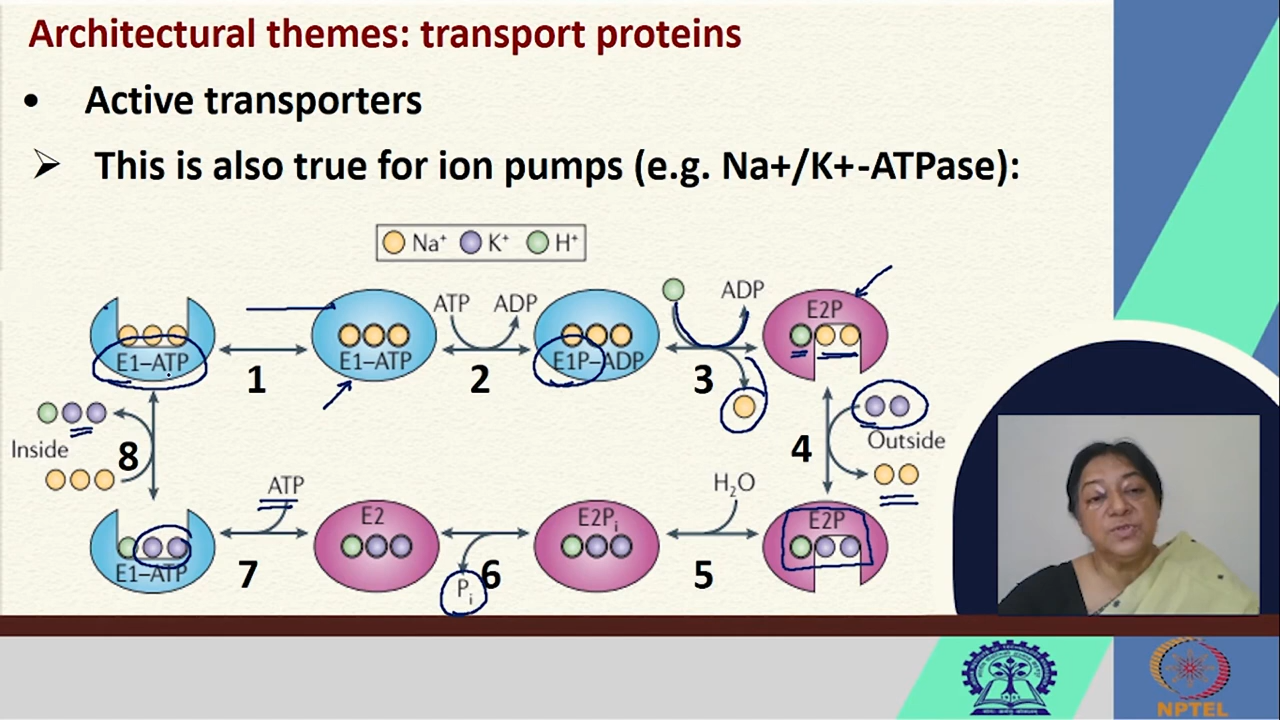 Architectural themes: transport proteins
• Active transporters
➢ This is also true for ion pumps (e.g. Na+/K+-ATPase):
Na⁺ K⁺ H⁺
ATP ADP ADP
E2P
E1–ATP E1–ATP E1P–ADP
1 2 3
Inside
8
4
Outside
ATP
H₂O
E2 E2Pᵢ E2P
E1–ATP
7 6 5
Pᵢ
NPTEL